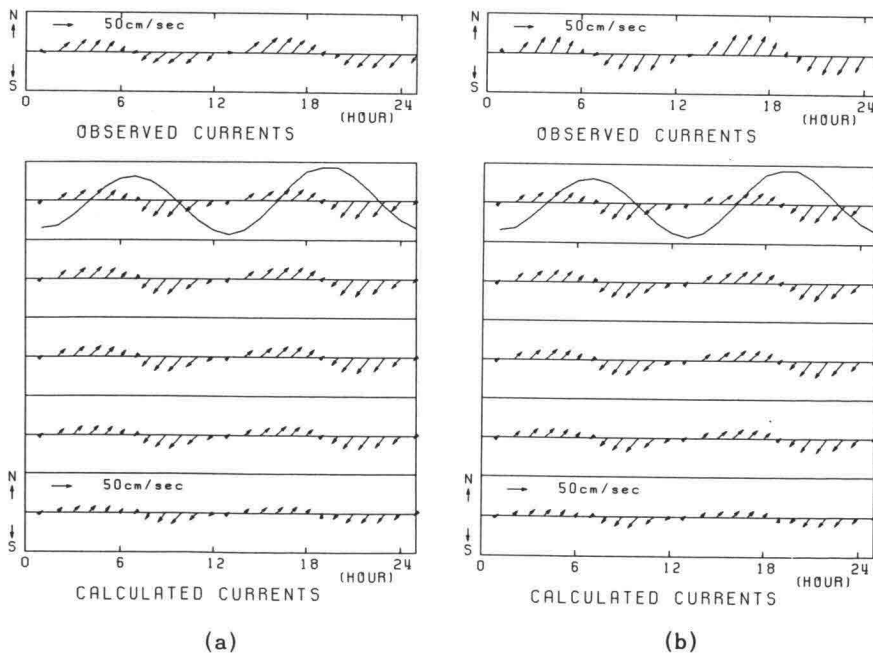 N
50cm/sec
S
0 6 12 18 24
(HOUR)
OBSERVED CURRENTS
N
50cm/sec
S
0 6 12 18 24
(HOUR)
CALCULATED CURRENTS
(a)
N
50cm/sec
S
0 6 12 18 24
(HOUR)
OBSERVED CURRENTS
N
50cm/sec
S
0 6 12 18 24
(HOUR)
CALCULATED CURRENTS
(b)